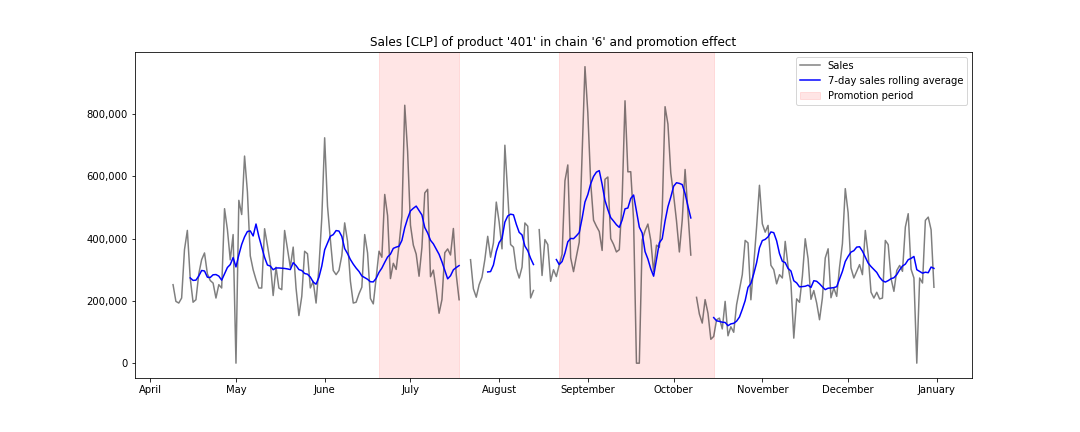 Sales [CLP] of product '401' in chain '6' and promotion effect
Sales
7-day sales rolling average
Promotion period
800,000
600,000
400,000
200,000
0
April May June July August September October November December January